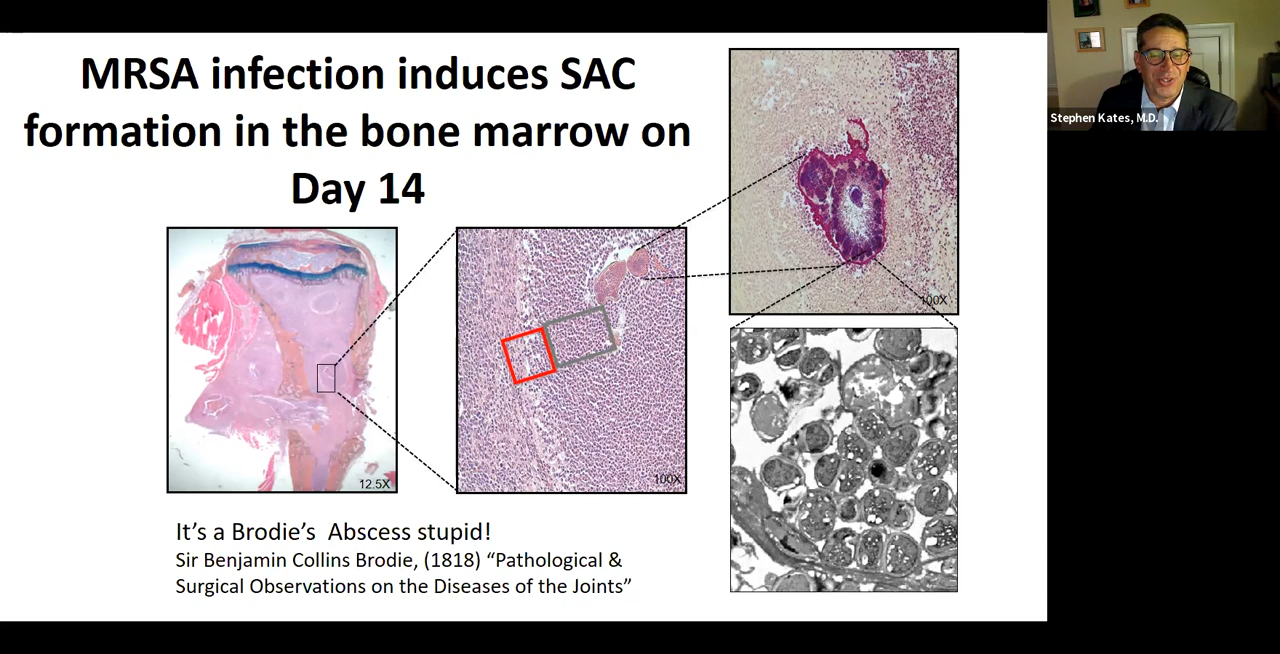 MRSA infection induces SAC
formation in the bone marrow on
Day 14
12.5X
100X
100X
It’s a Brodie’s  Abscess stupid!
Sir Benjamin Collins Brodie, (1818) “Pathological &
Surgical Observations on the Diseases of the Joints”
Stephen Kates, M.D.